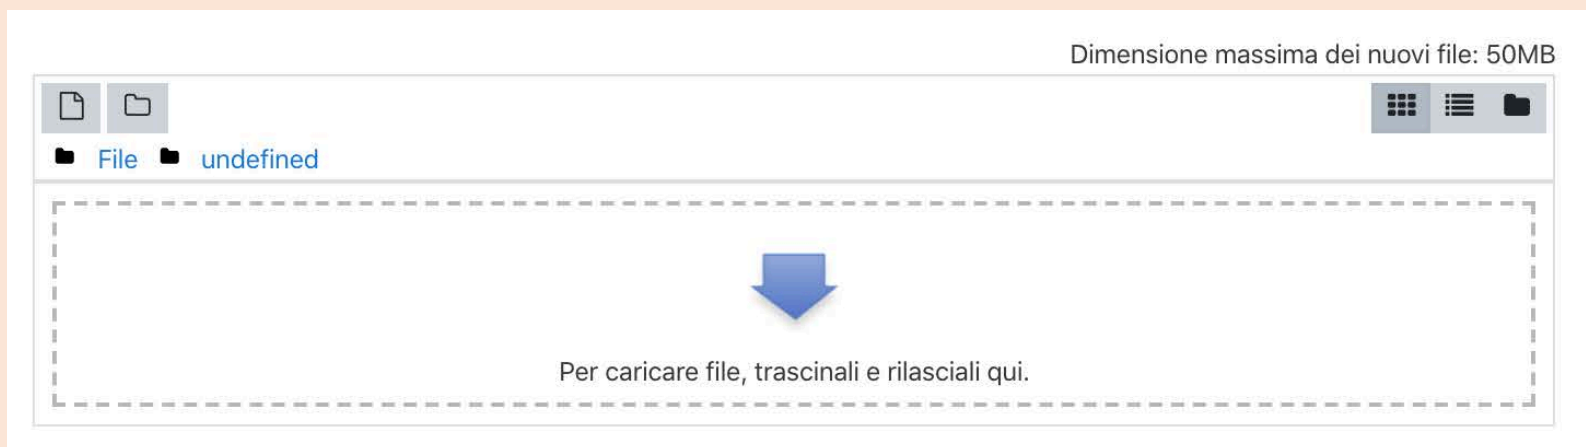 Dimensione massima dei nuovi file: 50MB
File undefined
Per caricare file, trascinali e rilasciali qui.